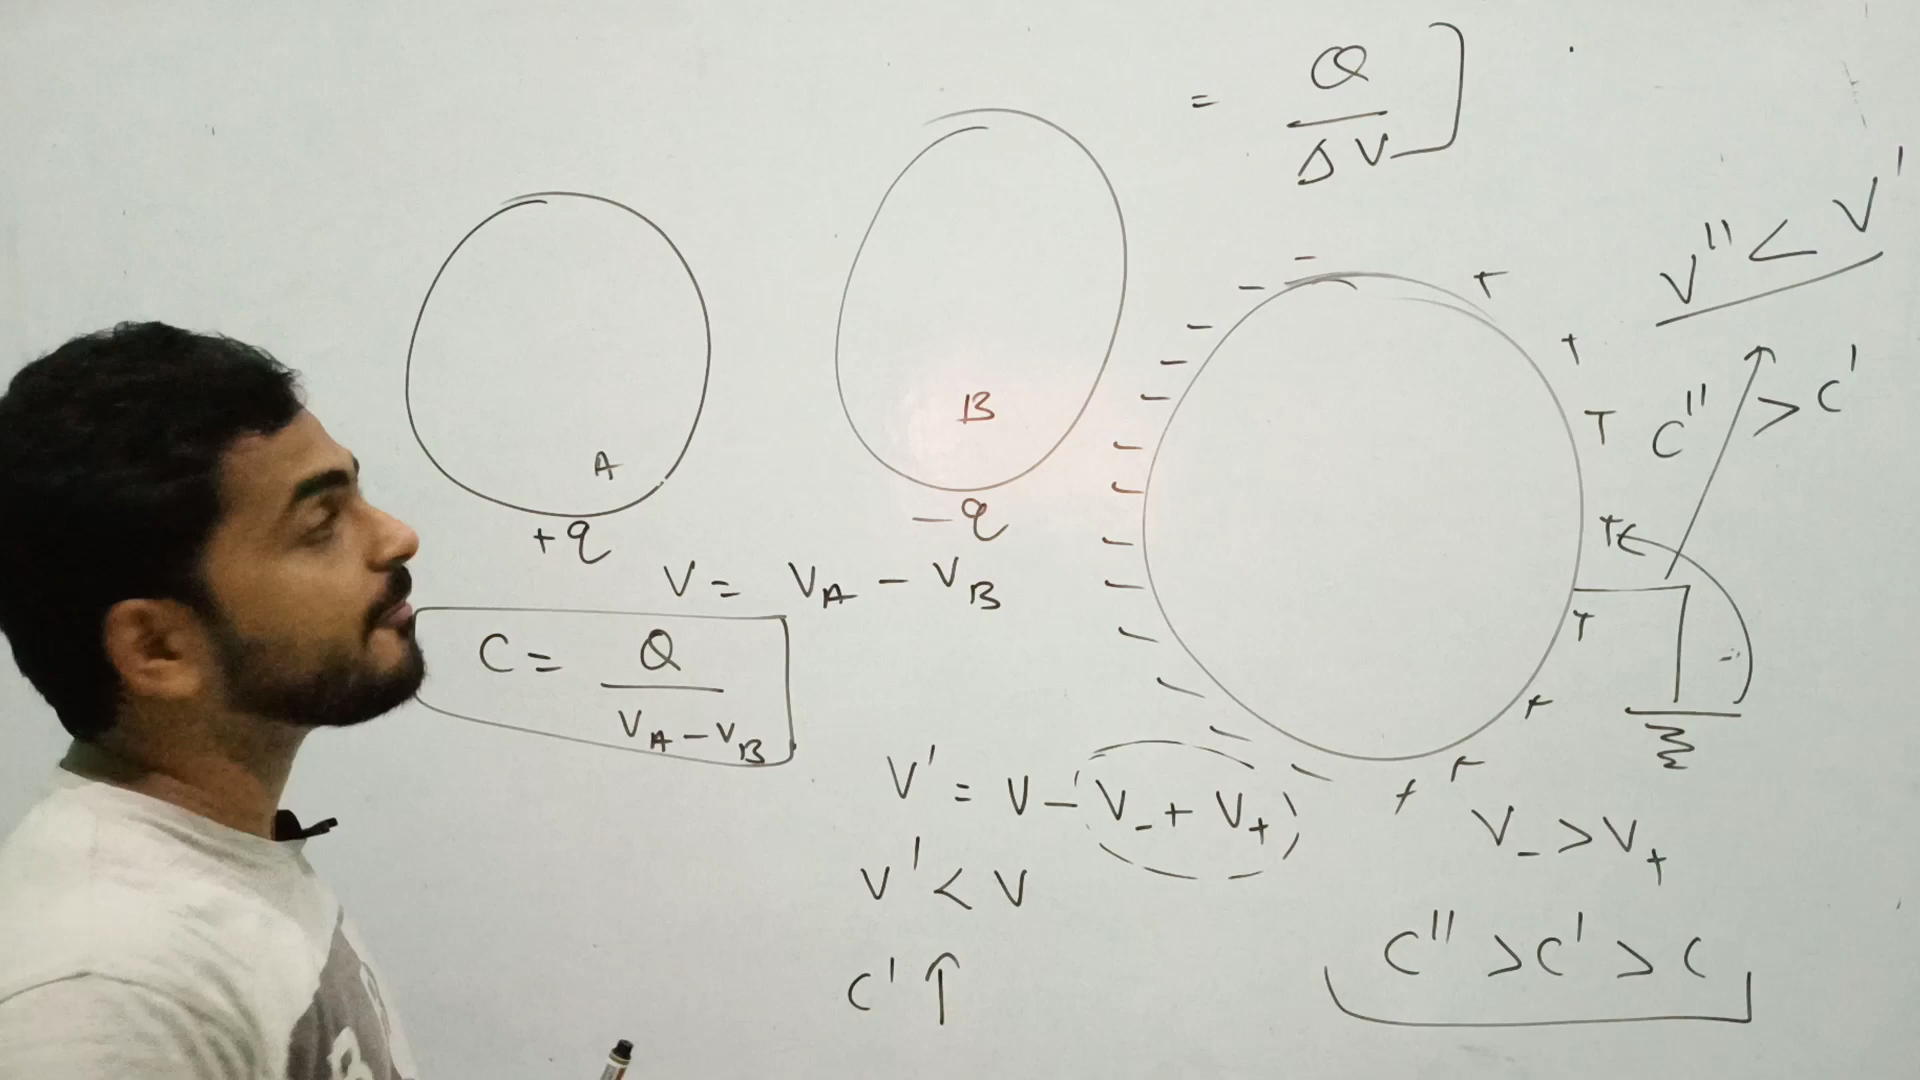 = Q / ΔV ]
A
+q
B
−q
V = V_A − V_B
C = Q / (V_A − V_B)
− − − − − − − − − − − − − −
+ + + + + + + +
V'' < V'
C'' > C'
−
V' = V − V_- + V_+
V' < V
C' ↑
V_- > V_+
C'' > C' > C